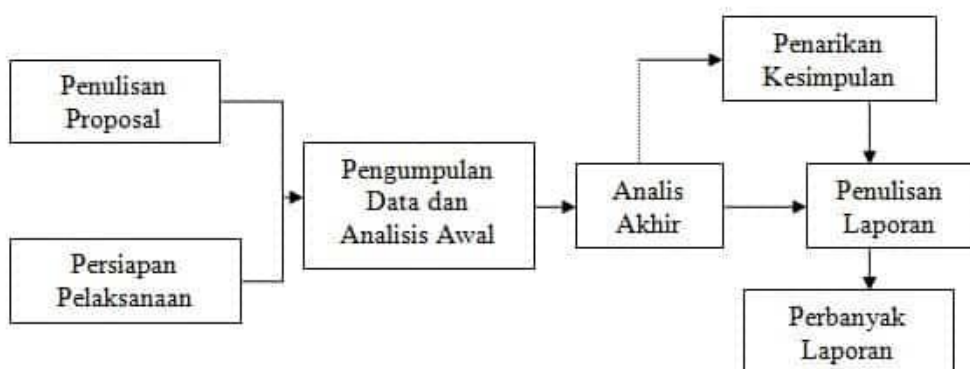 Penulisan
Proposal
Persiapan
Pelaksanaan
Pengumpulan
Data dan
Analisis Awal
Analis
Akhir
Penarikan
Kesimpulan
Penulisan
Laporan
Perbanyak
Laporan